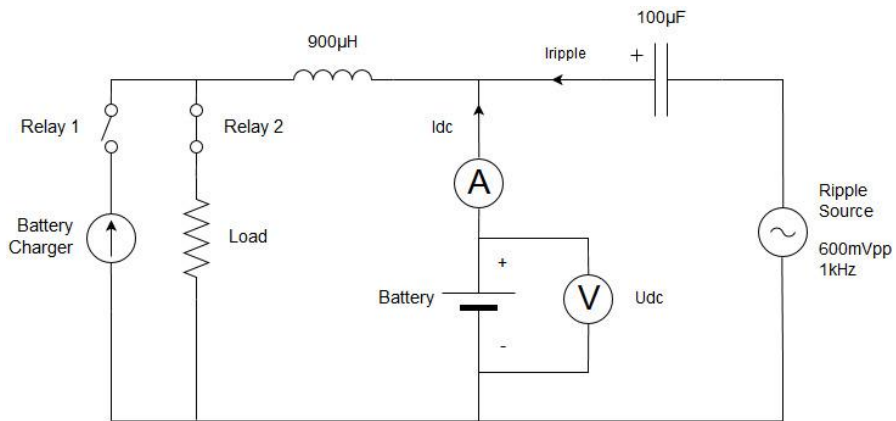 100µF
900µH
Iripple
+
Relay 1
Relay 2
Idc
A
Ripple
Source
Battery
Charger
Load
600mVpp
1kHz
+
Battery
V
Udc
-